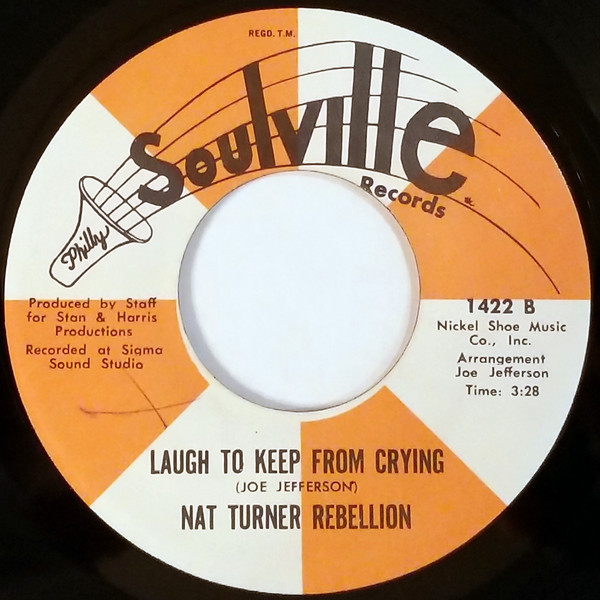 REGD. T.M.
Soulville
Records
Philly
Produced by Staff
for Stan & Harris
Productions
Recorded at Sigma
Sound Studio
1422 B
Nickel Shoe Music
Co., Inc.
Arrangement
Joe Jefferson
Time: 3:28
LAUGH TO KEEP FROM CRYING
(JOE JEFFERSON)
NAT TURNER REBELLION